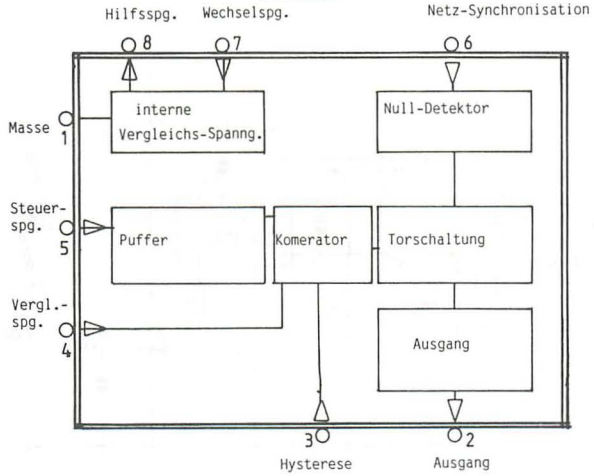 Hilfsspg.
Wechselspg.
Netz-Synchronisation
8
7
6
interne
Vergleichs-Spanng.
Null-Detektor
Masse
1
Steuer-
spg.
5
Puffer
Komerator
Torschaltung
Vergl.-
spg.
4
Ausgang
3
2
Hysterese
Ausgang